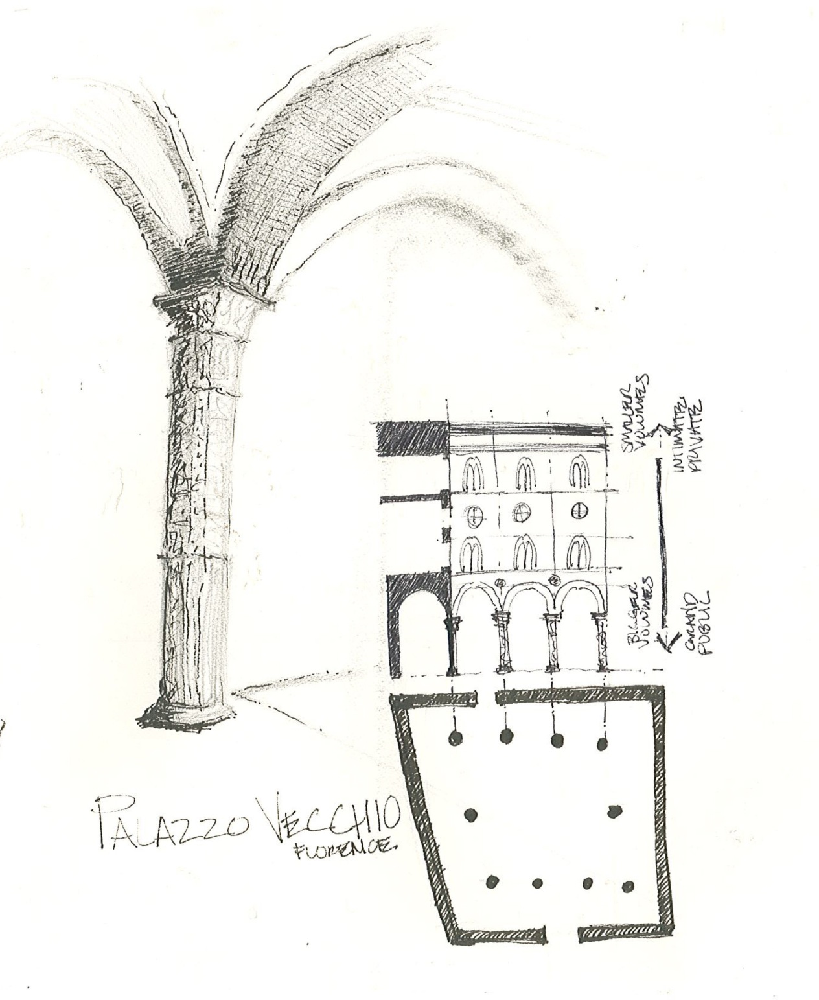 SMALLER
VOLUMES
INTIMATE,
PRIVATE
BIGGER
VOLUMES
GRAND
PUBLIC
PALAZZO VECCHIO
FLORENCE.